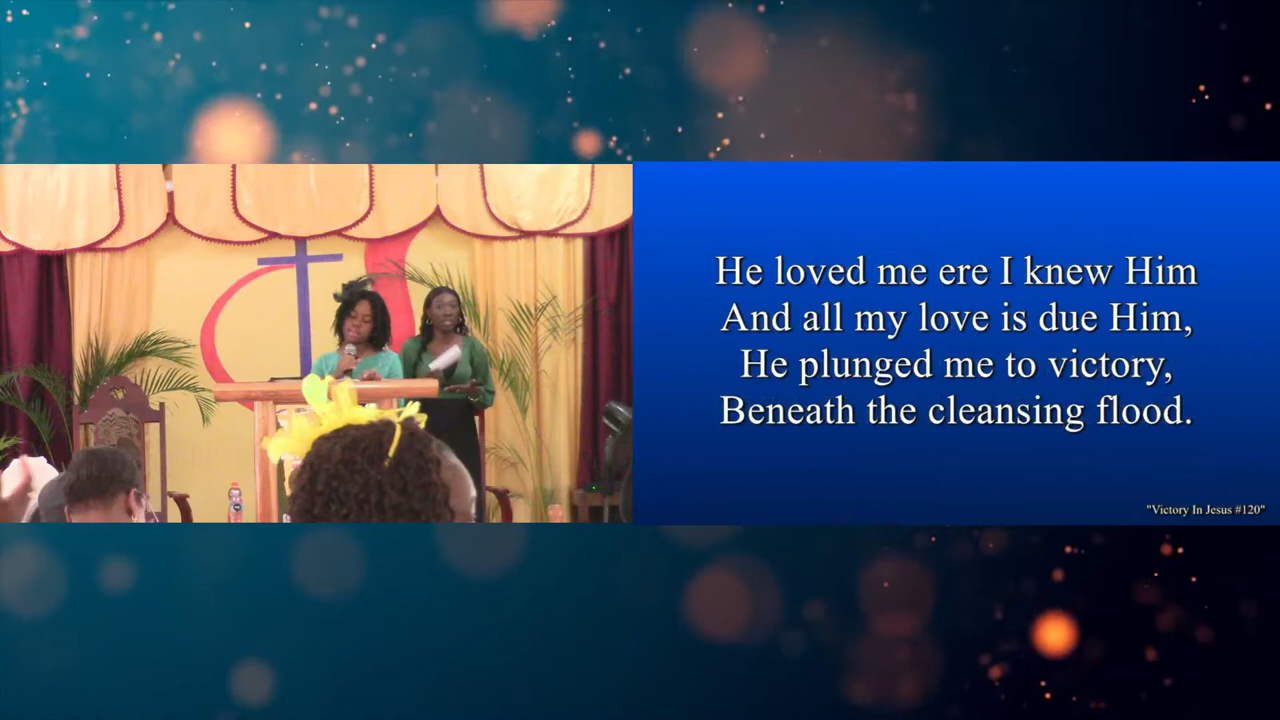 He loved me ere I knew Him
And all my love is due Him,
He plunged me to victory,
Beneath the cleansing flood.
"Victory In Jesus #120"